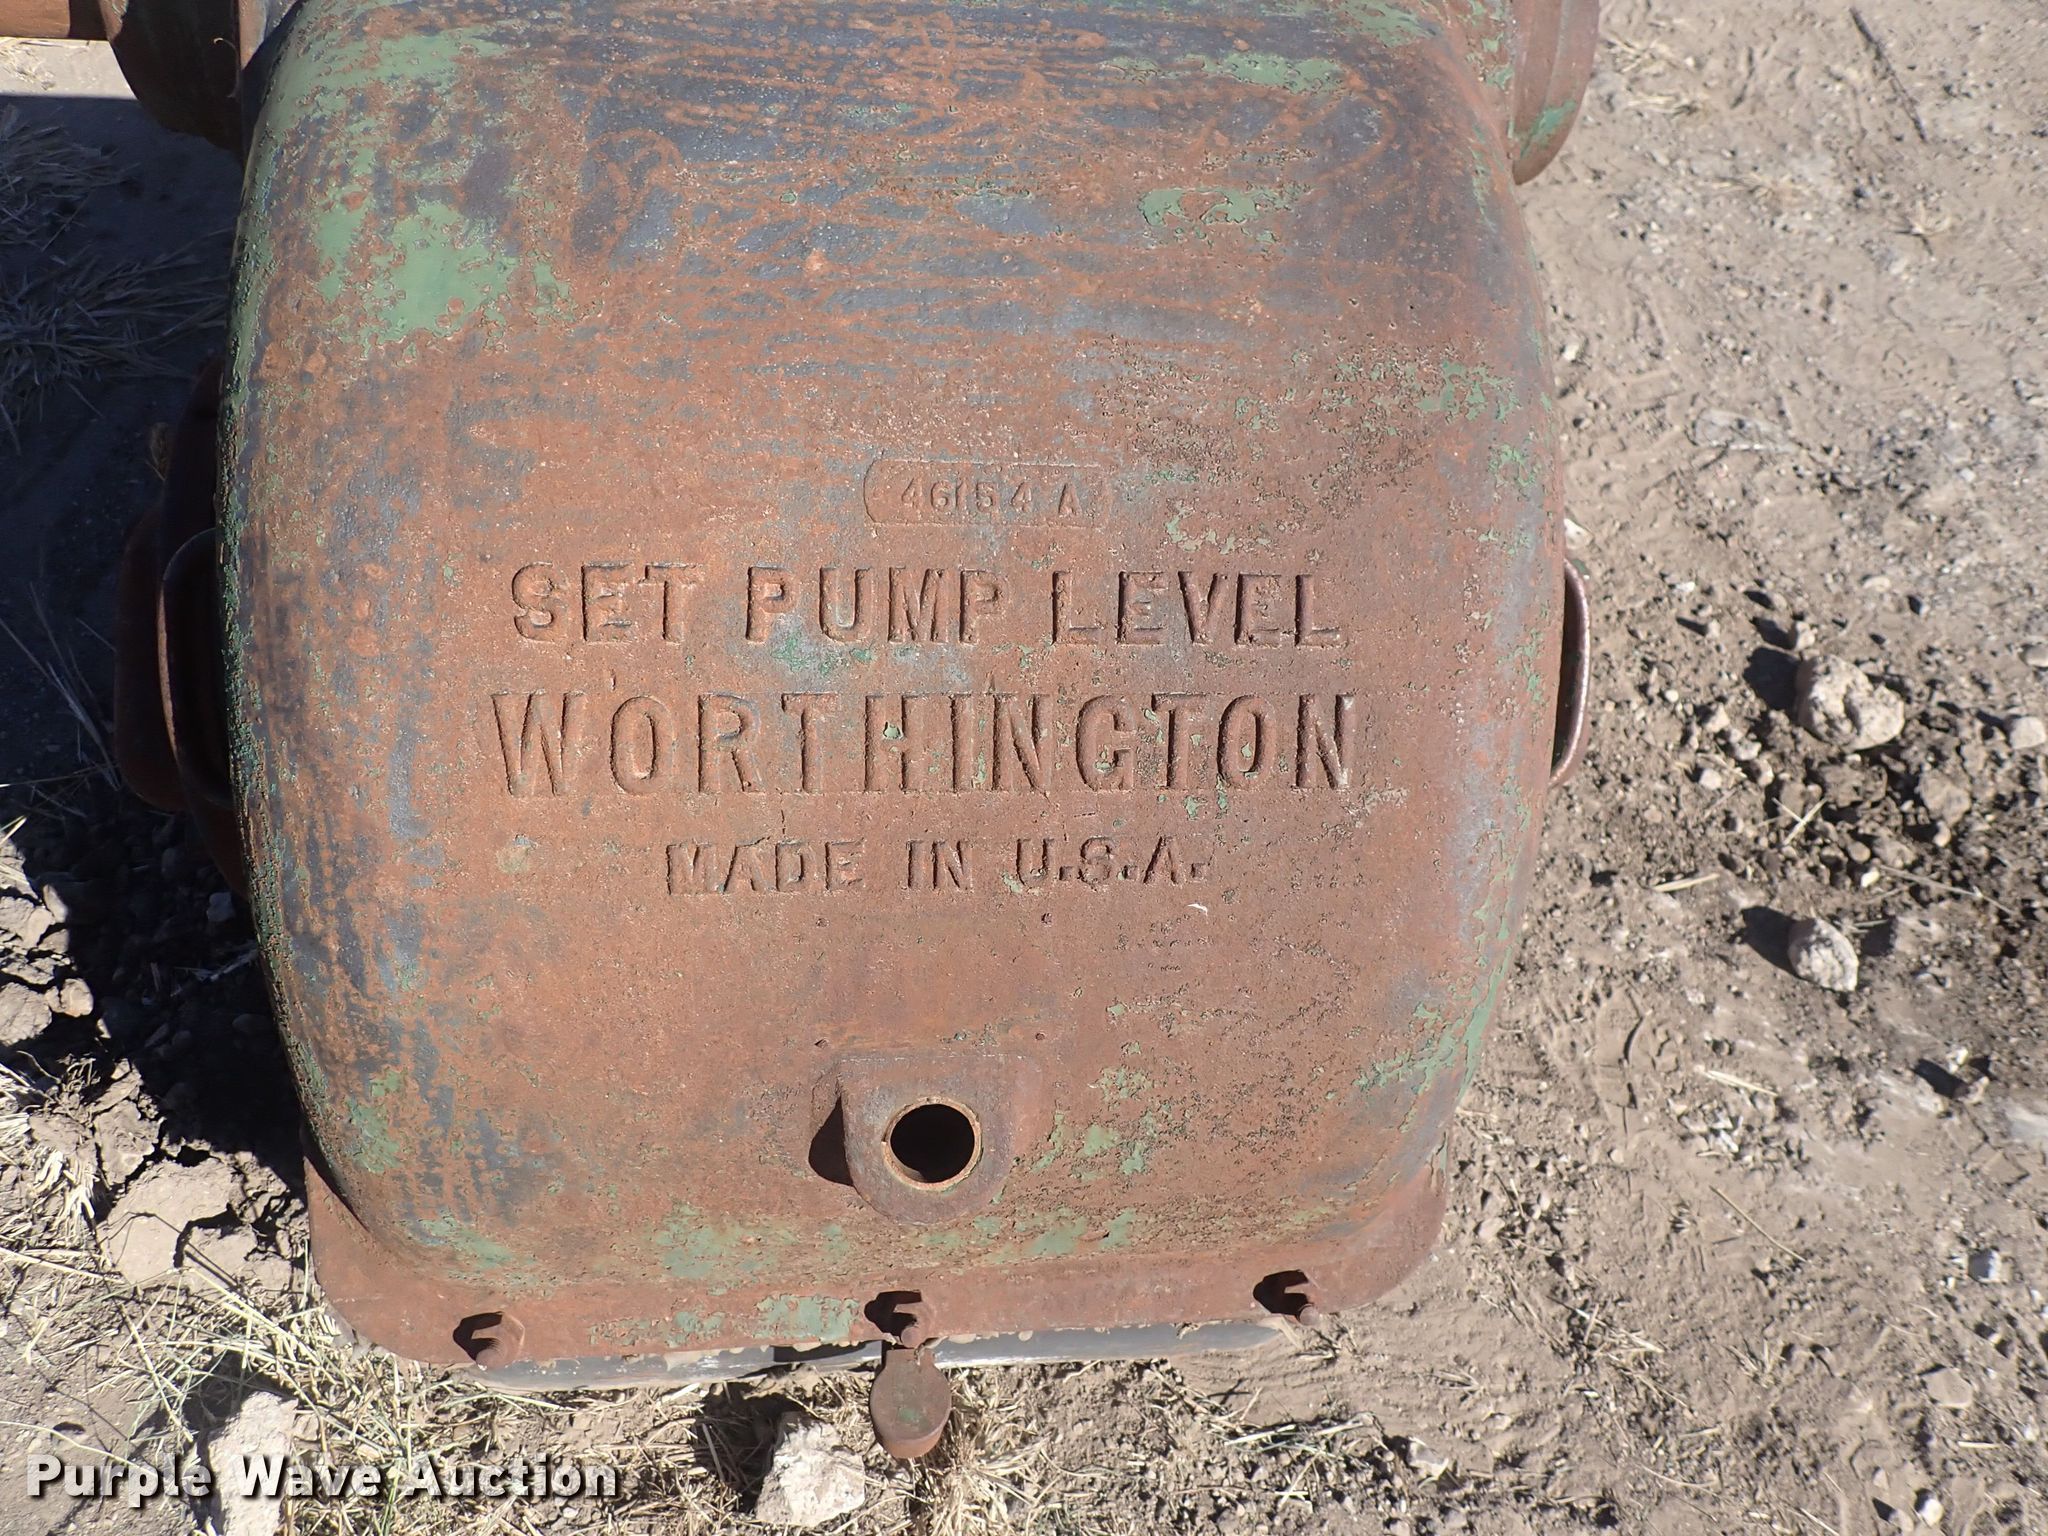 46154 A
SET PUMP LEVEL
WORTHINGTON
MADE IN U.S.A.
Purple Wave Auction